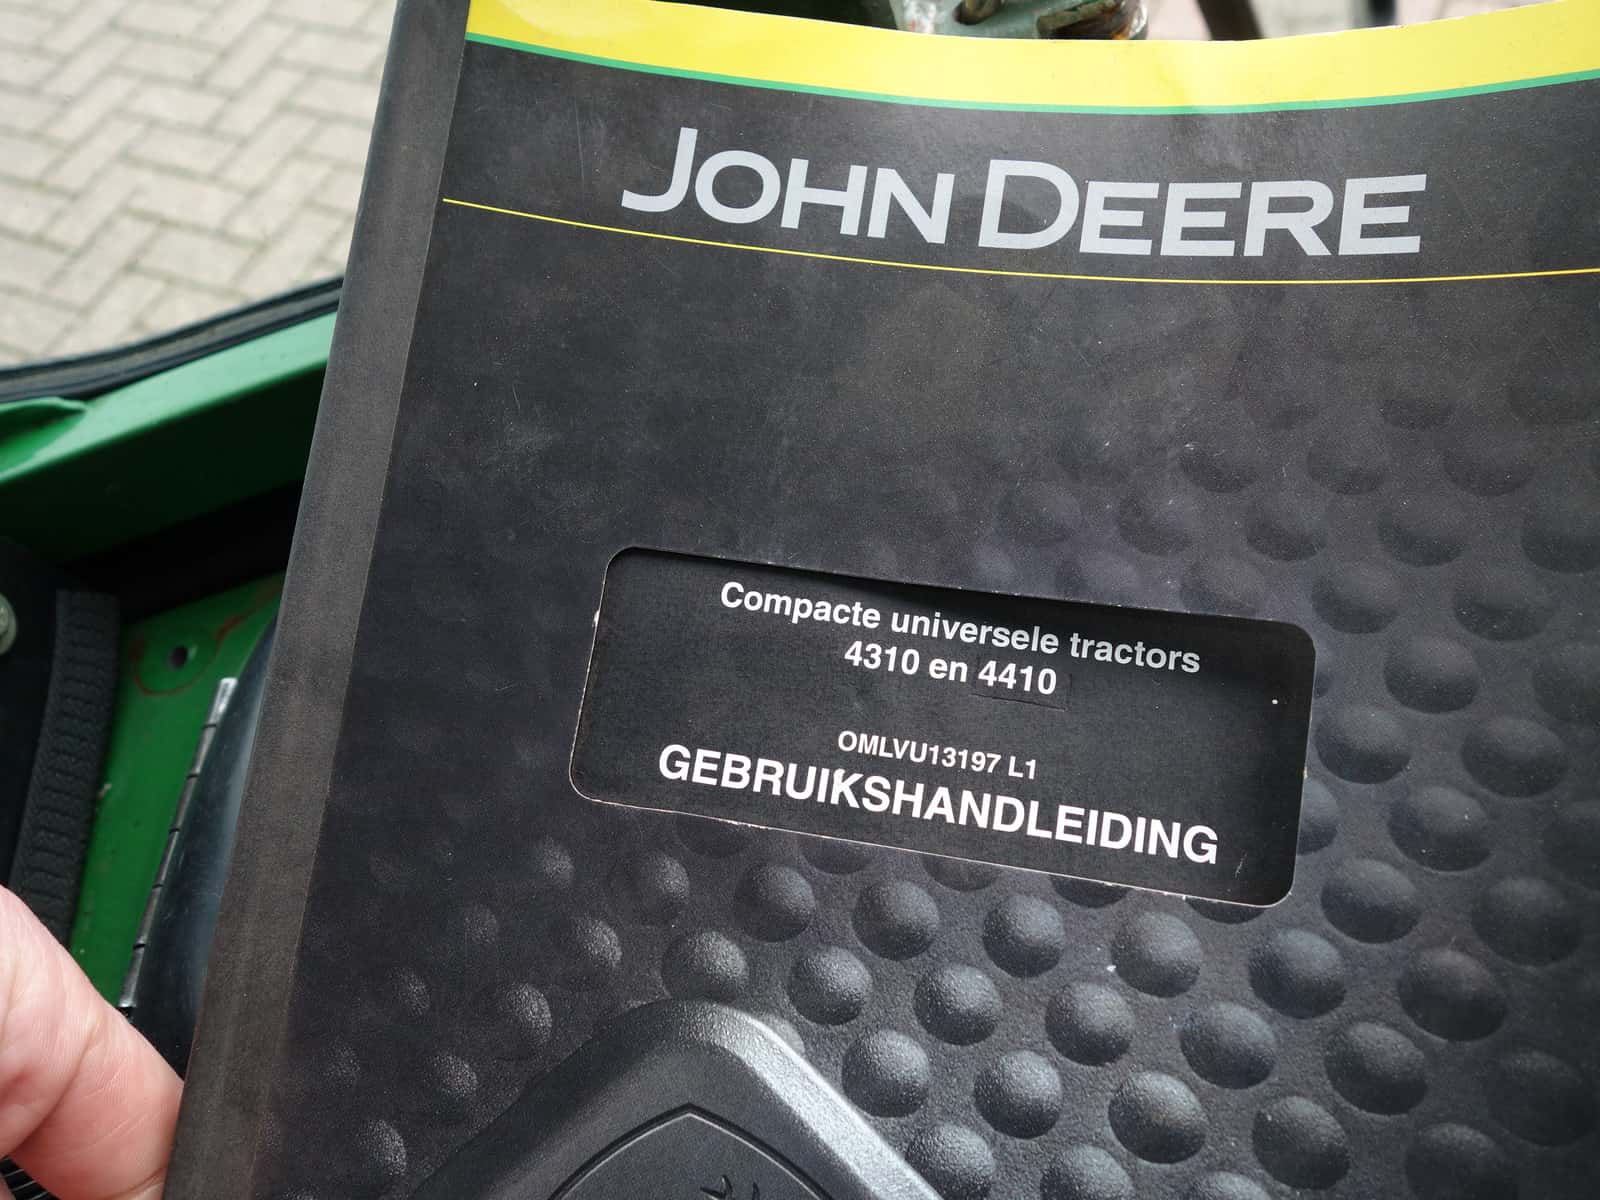 JOHN DEERE
Compacte universele tractors
4310 en 4410
OMLVU13197 L1
GEBRUIKSHANDLEIDING